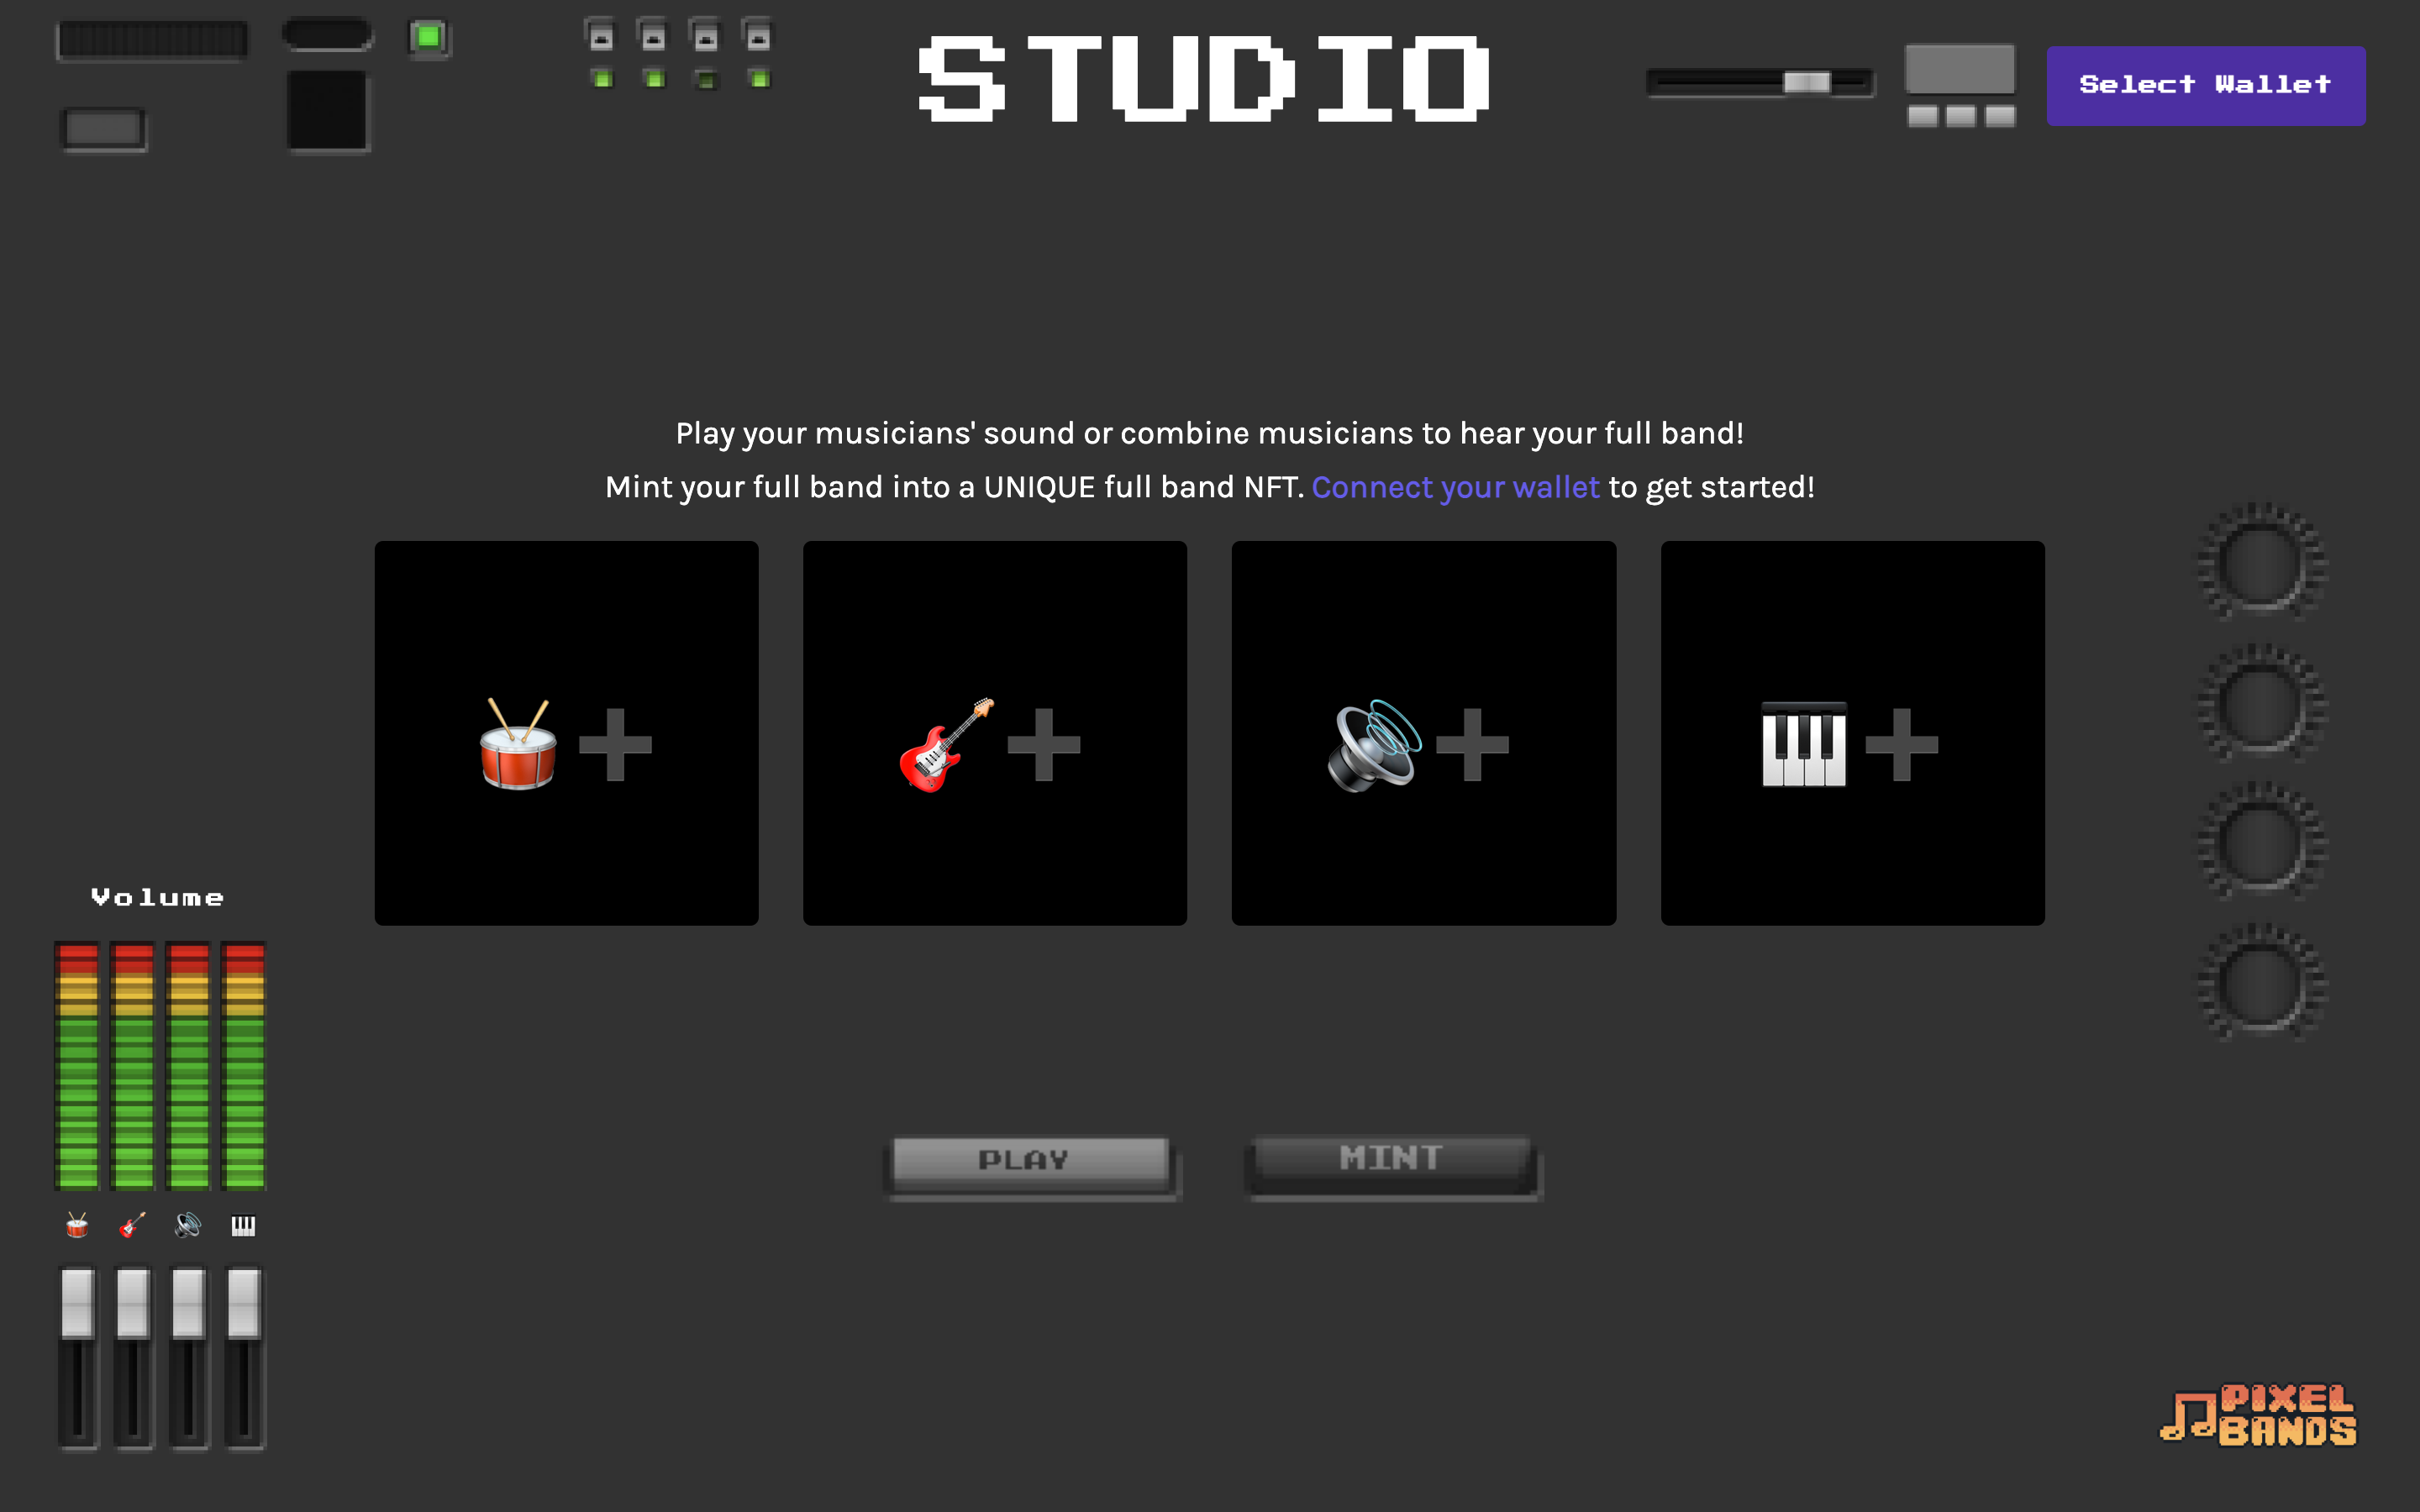 STUDIO
Select Wallet
Play your musicians' sound or combine musicians to hear your full band!
Mint your full band into a UNIQUE full band NFT. Connect your wallet to get started!
Volume
PLAY
MINT
PIXEL
BANDS